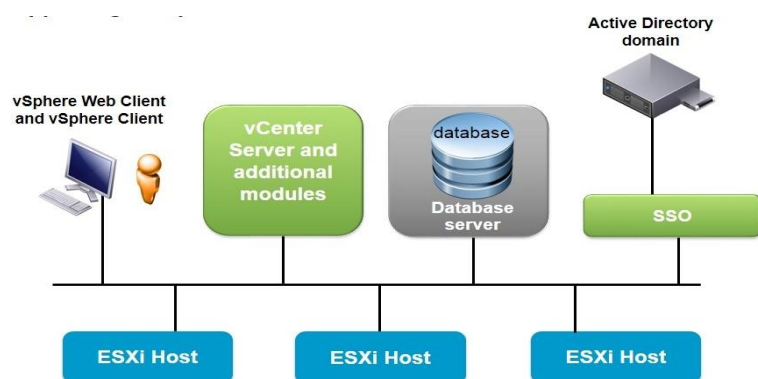 Active Directory
domain
vSphere Web Client
and vSphere Client
vCenter
Server and
additional
modules
database
Database
server
SSO
ESXi Host
ESXi Host
ESXi Host